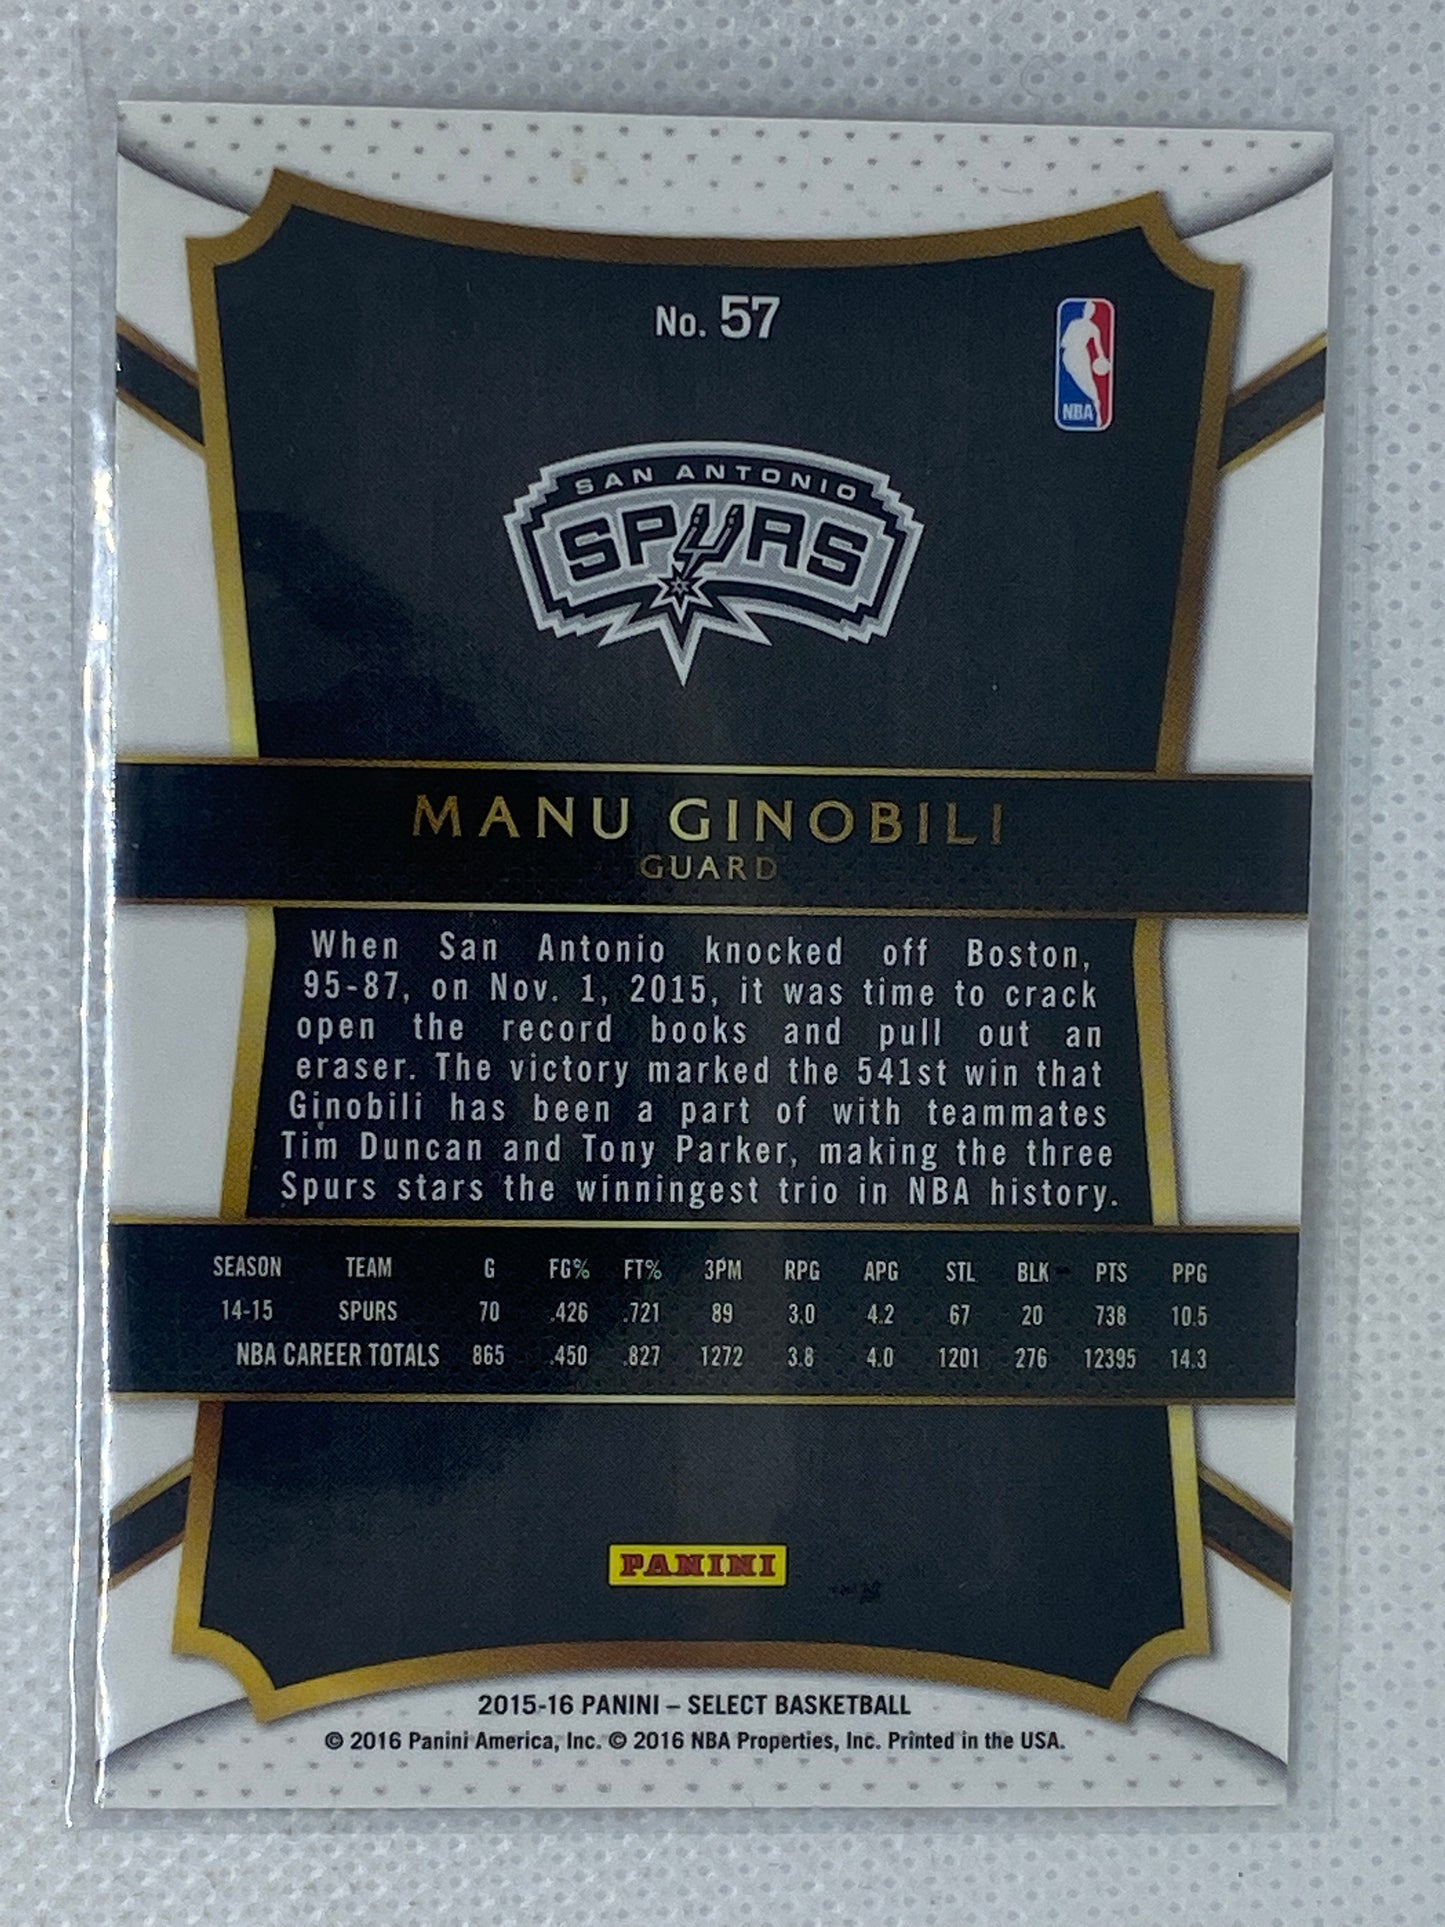 No. 57
NBA
SAN ANTONIO
SPURS
MANU GINOBILI
GUARD
When San Antonio knocked off Boston,
95-87, on Nov. 1, 2015, it was time to crack
open the record books and pull out an
eraser. The victory marked the 541st win that
Ginobili has been a part of with teammates
Tim Duncan and Tony Parker, making the three
Spurs stars the winningest trio in NBA history.
SEASON TEAM G FG% FT% 3PM RPG APG STL BLK PTS PPG
14-15 SPURS 70 .426 .721 89 3.0 4.2 67 20 738 10.5
NBA CAREER TOTALS 865 .450 .827 1272 3.8 4.0 1201 276 12395 14.3
PANINI
2015-16 PANINI – SELECT BASKETBALL
© 2016 Panini America, Inc. © 2016 NBA Properties, Inc. Printed in the USA.